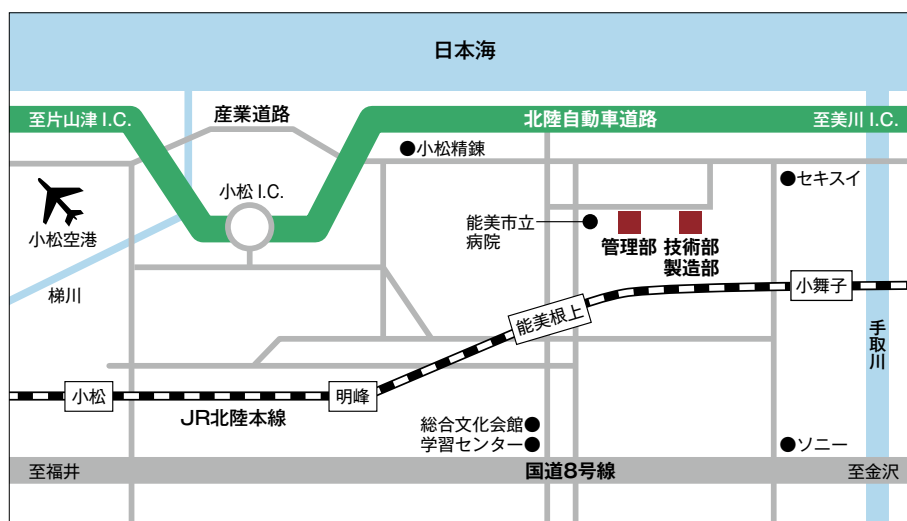 日本海
至片山津 I.C.
産業道路
北陸自動車道路
至美川 I.C.
小松精錬
小松 I.C.
セキスイ
小松空港
能美市立
病院
管理部
技術部
製造部
梯川
小舞子
能美根上
手取川
小松
明峰
JR北陸本線
総合文化会館
学習センター
ソニー
至福井
国道8号線
至金沢